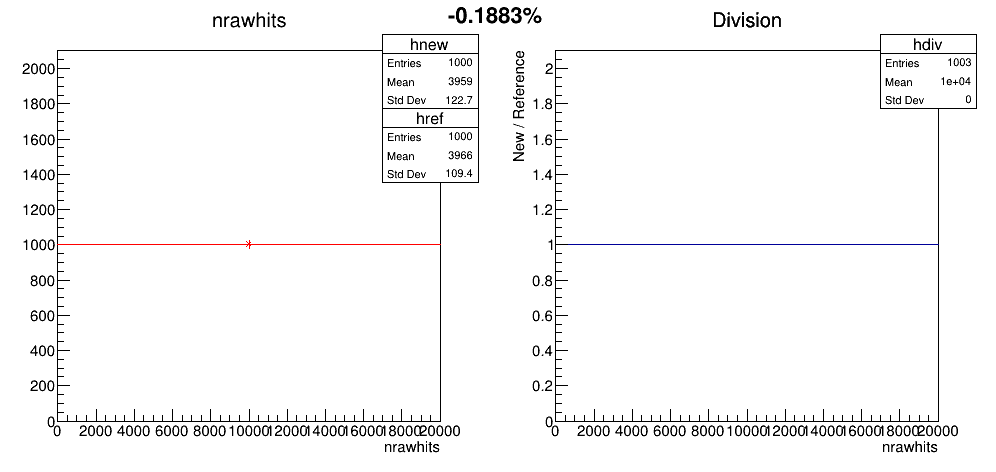 -0.1883%
nrawhits
hnew
Entries 1000
Mean 3959
Std Dev 122.7
href
Entries 1000
Mean 3966
Std Dev 109.4
2000
1800
1600
1400
1200
1000
800
600
400
200
0
0 2000 4000 6000 8000 10000 12000 14000 16000 18000 20000
nrawhits
Division
hdiv
Entries 1003
Mean 1e+04
Std Dev 0
New / Reference
2
1.8
1.6
1.4
1.2
1
0.8
0.6
0.4
0.2
0
0 2000 4000 6000 8000 10000 12000 14000 16000 18000 20000
nrawhits